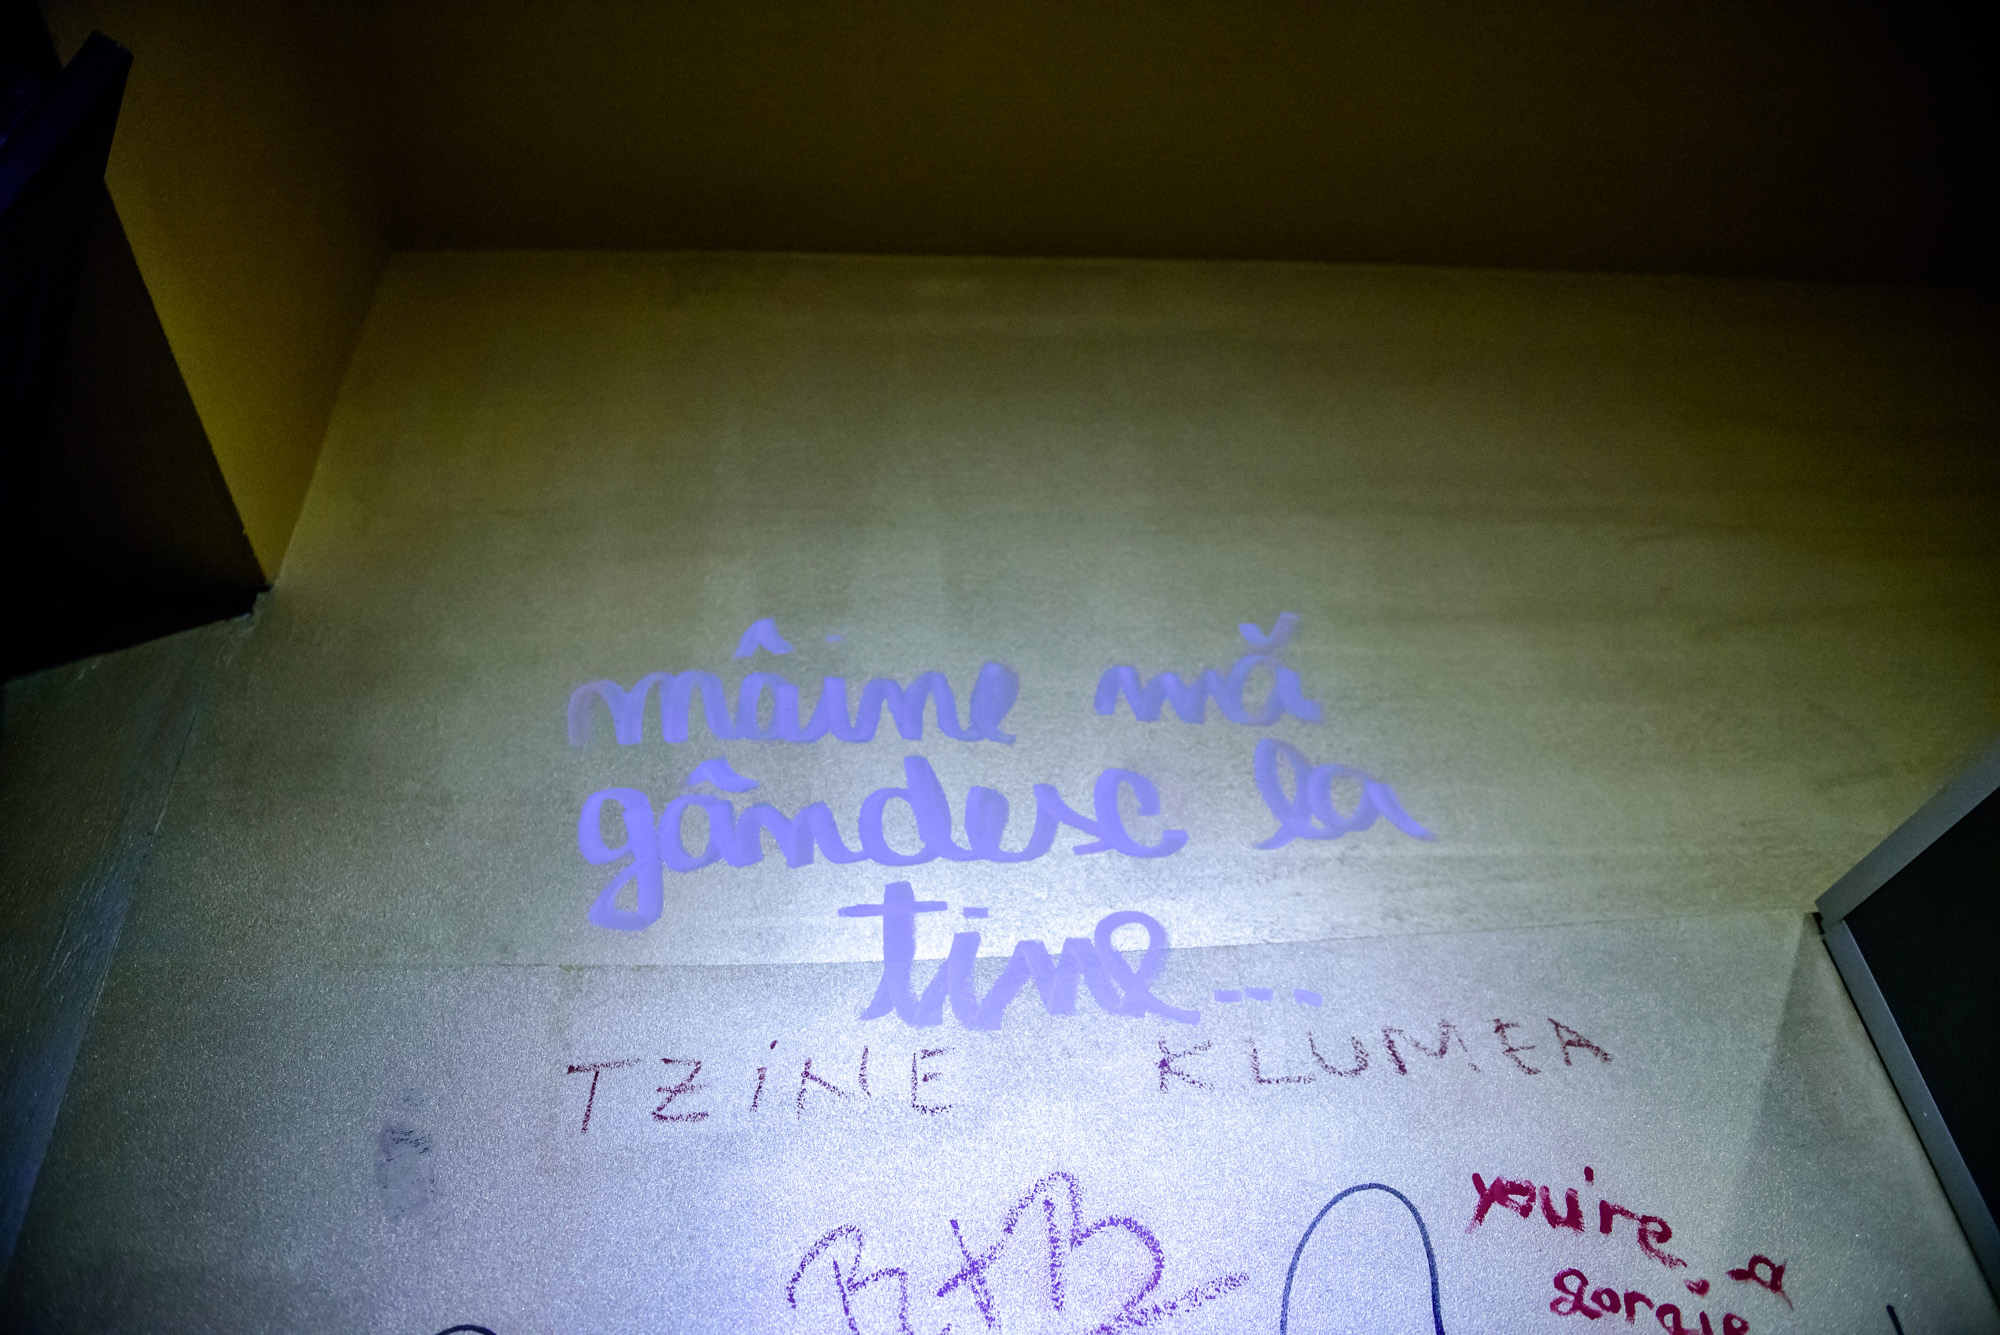 mâine mă
gândesc la
tine...
TZiNE KLUMEA
R+B
you're a